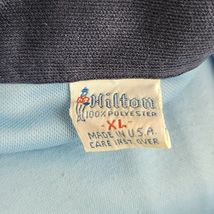 Hilton
100% POLYESTER
-XL-
MADE IN U.S.A.
CARE INST. OVER